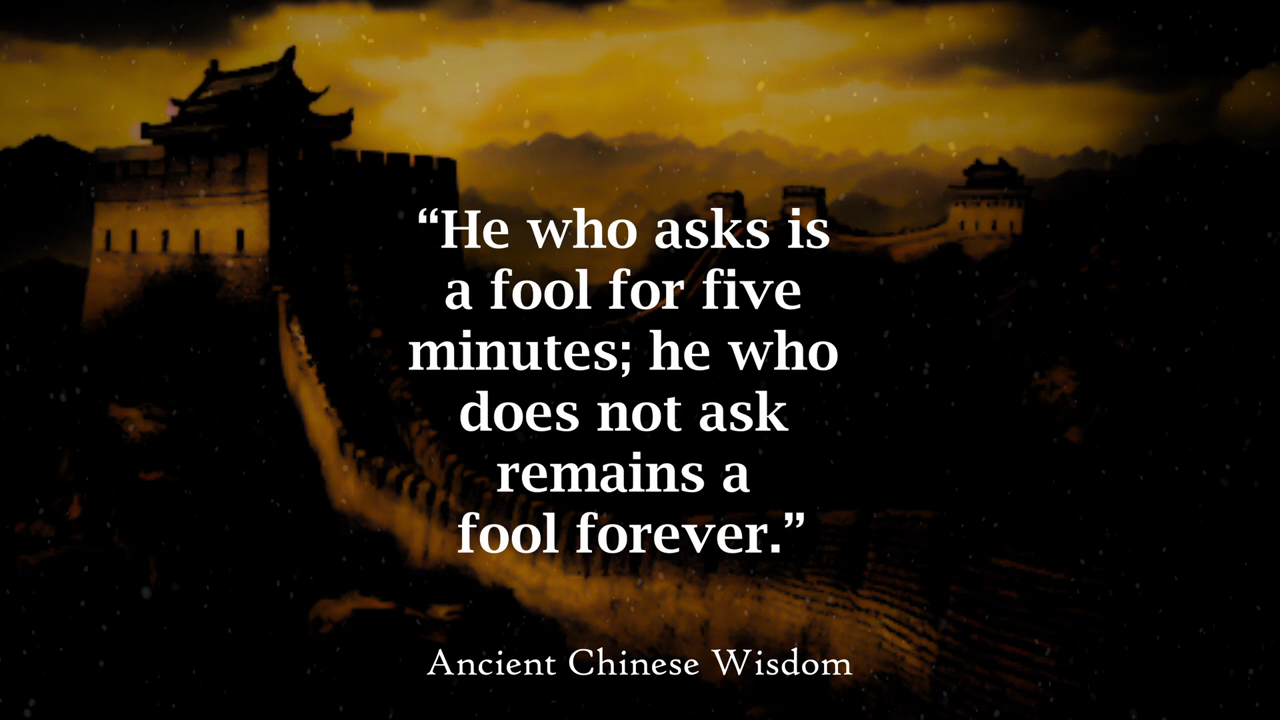 “He who asks is
a fool for five
minutes; he who
does not ask
remains a
fool forever.”
Ancient Chinese Wisdom